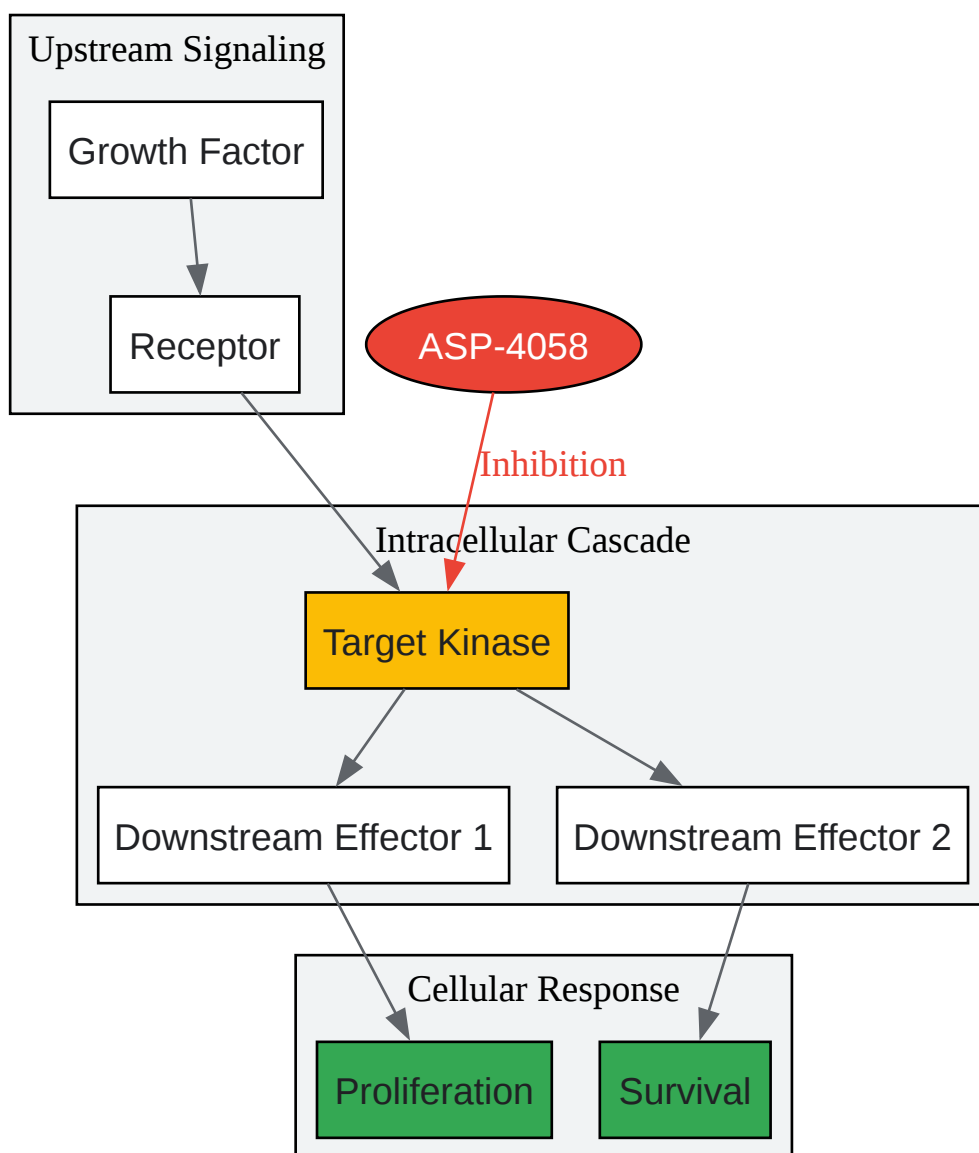 Upstream Signaling
Growth Factor
Receptor
ASP-4058
Inhibition
Intracellular Cascade
Target Kinase
Downstream Effector 1
Downstream Effector 2
Cellular Response
Proliferation
Survival